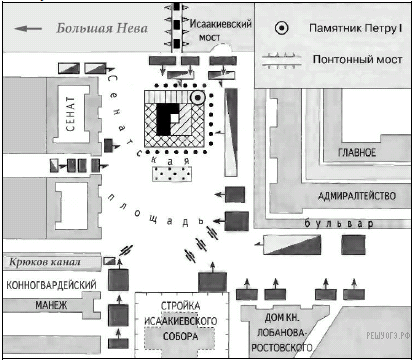 Большая Нева
Исаакиевский
мост
Памятник Петру I
Понтонный мост
СЕНАТ
Сенатская
площадь
ГЛАВНОЕ
АДМИРАЛТЕЙСТВО
бульвар
Крюков канал
КОННОГВАРДЕЙСКИЙ
МАНЕЖ
СТРОЙКА
ИСААКИЕВСКОГО
СОБОРА
ДОМ КН.
ЛОБАНОВА-
РОСТОВСКОГО
РЕШУОГЭ.РФ